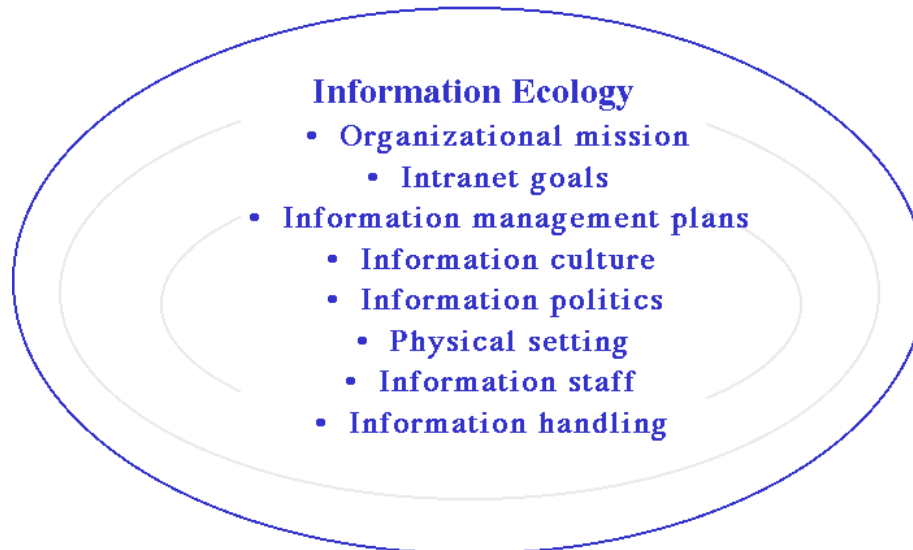 Information Ecology
• Organizational mission
• Intranet goals
• Information management plans
• Information culture
• Information politics
• Physical setting
• Information staff
• Information handling